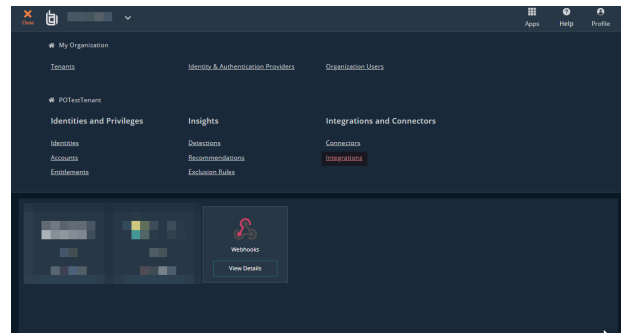 Close
Apps
Help
Profile
My Organization
Tenants
Identity & Authentication Providers
Organization Users
POTestTenant
Identities and Privileges
Insights
Integrations and Connectors
Identities
Detections
Connectors
Accounts
Recommendations
Integrations
Entitlements
Exclusion Rules
Webhooks
View Details